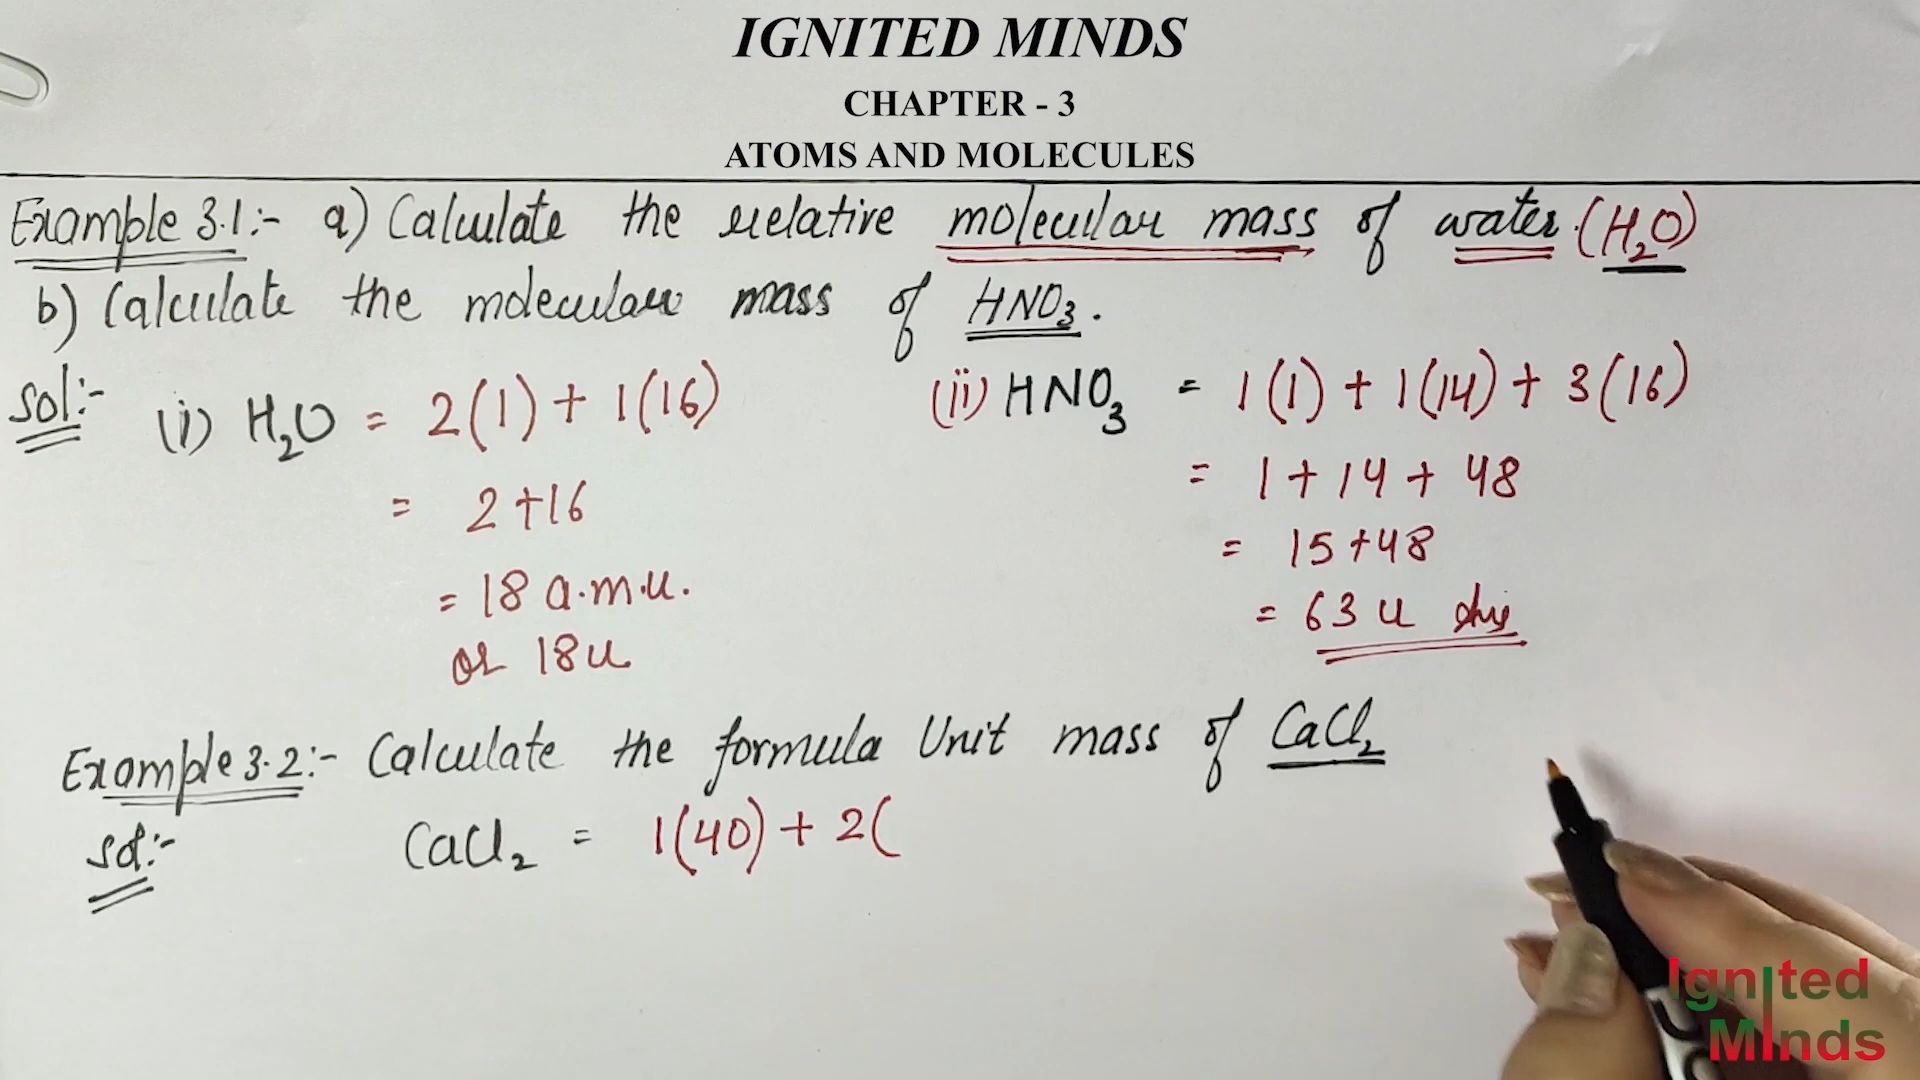 IGNITED MINDS
CHAPTER - 3
ATOMS AND MOLECULES
Example 3.1:- a) Calculate the relative molecular mass of water. (H₂O)
b) Calculate the molecular mass of HNO₃.
Sol:- (i) H₂O = 2(1) + 1(16)
= 2+16
= 18 a.m.u.
or 18u
(ii) HNO₃ = 1(1) + 1(14) + 3(16)
= 1 + 14 + 48
= 15+48
= 63 u Ans
Example 3.2:- Calculate the formula Unit mass of CaCl₂
Sol:- CaCl₂ = 1(40) + 2(
Ignited
Minds